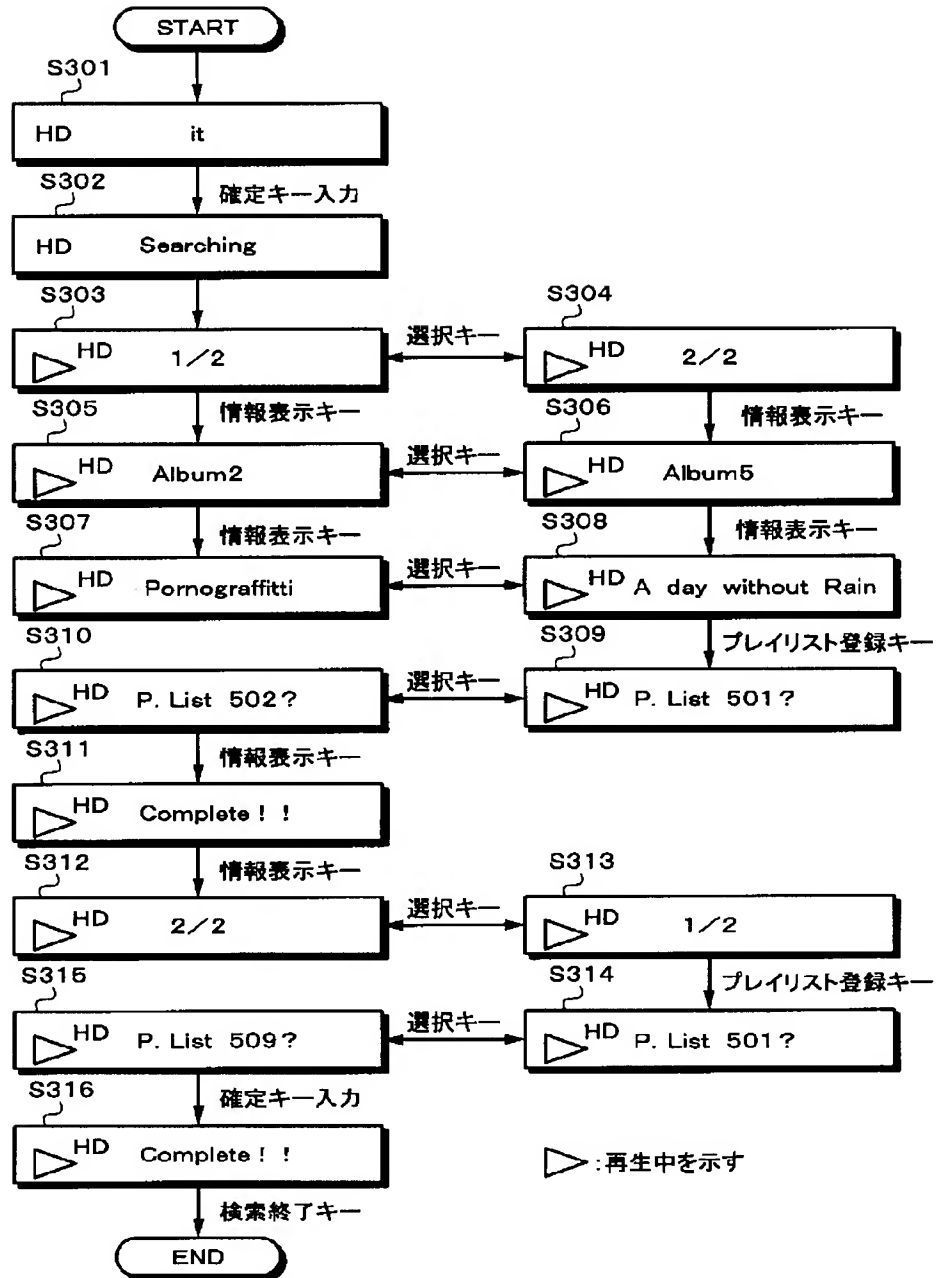 START
S301
HD it
確定キー入力
S302
HD Searching
S303
HD 1／2
選択キー
S304
HD 2／2
情報表示キー
情報表示キー
S305
HD Album2
選択キー
S306
HD Album5
情報表示キー
情報表示キー
S307
HD Pornograffitti
選択キー
S308
HD A day without Rain
プレイリスト登録キー
S310
HD P. List 502?
選択キー
S309
HD P. List 501?
情報表示キー
S311
HD Complete！！
情報表示キー
S312
HD 2／2
選択キー
S313
HD 1／2
プレイリスト登録キー
S315
HD P. List 509?
選択キー
S314
HD P. List 501?
確定キー入力
S316
HD Complete！！
▷:再生中を示す
検索終了キー
END